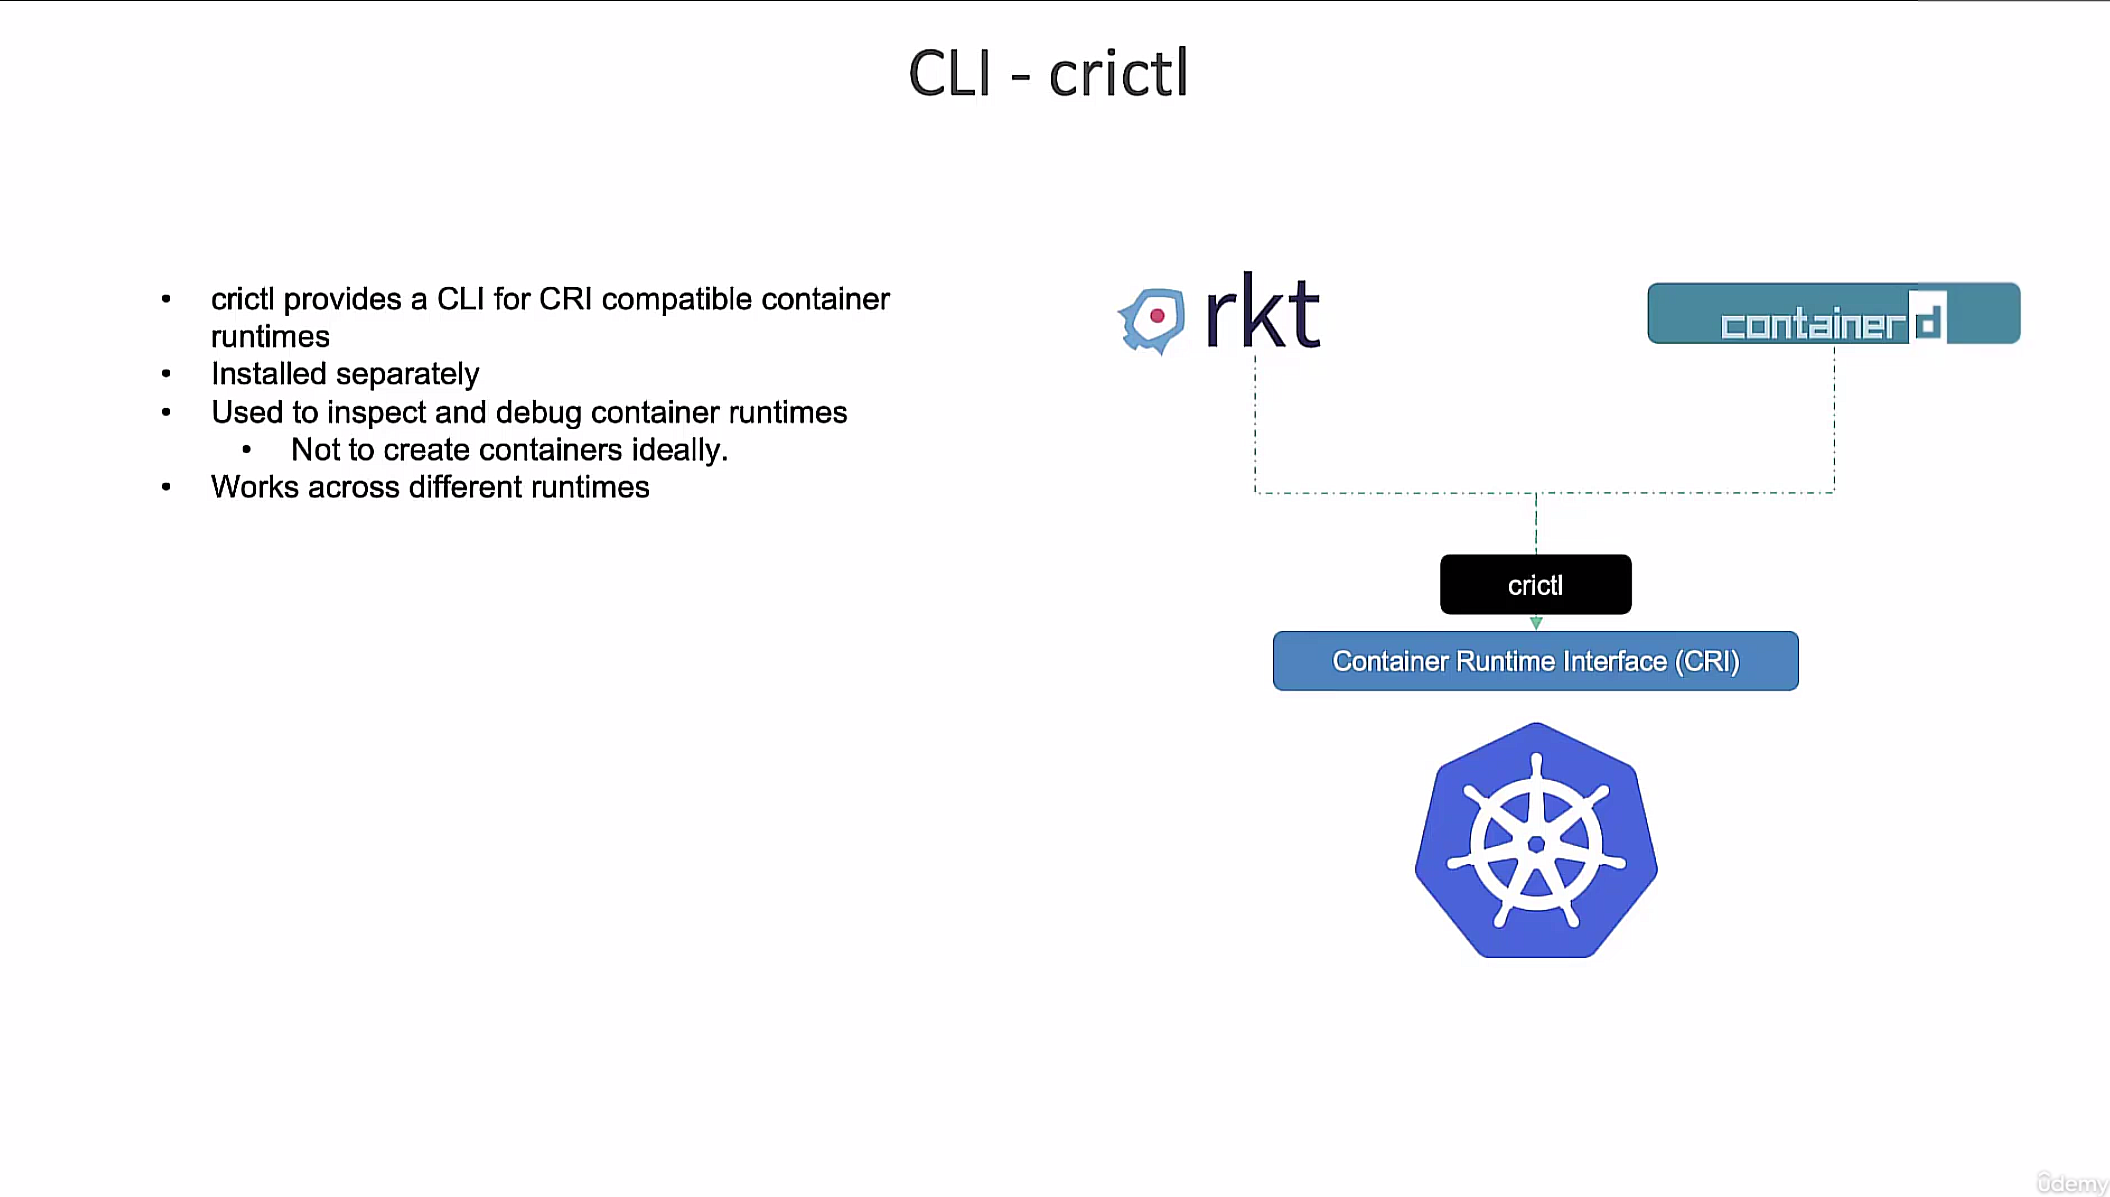 CLI - crictl
• crictl provides a CLI for CRI compatible container
runtimes
• Installed separately
• Used to inspect and debug container runtimes
• Not to create containers ideally.
• Works across different runtimes
rkt
containerd
crictl
Container Runtime Interface (CRI)
ûdemy